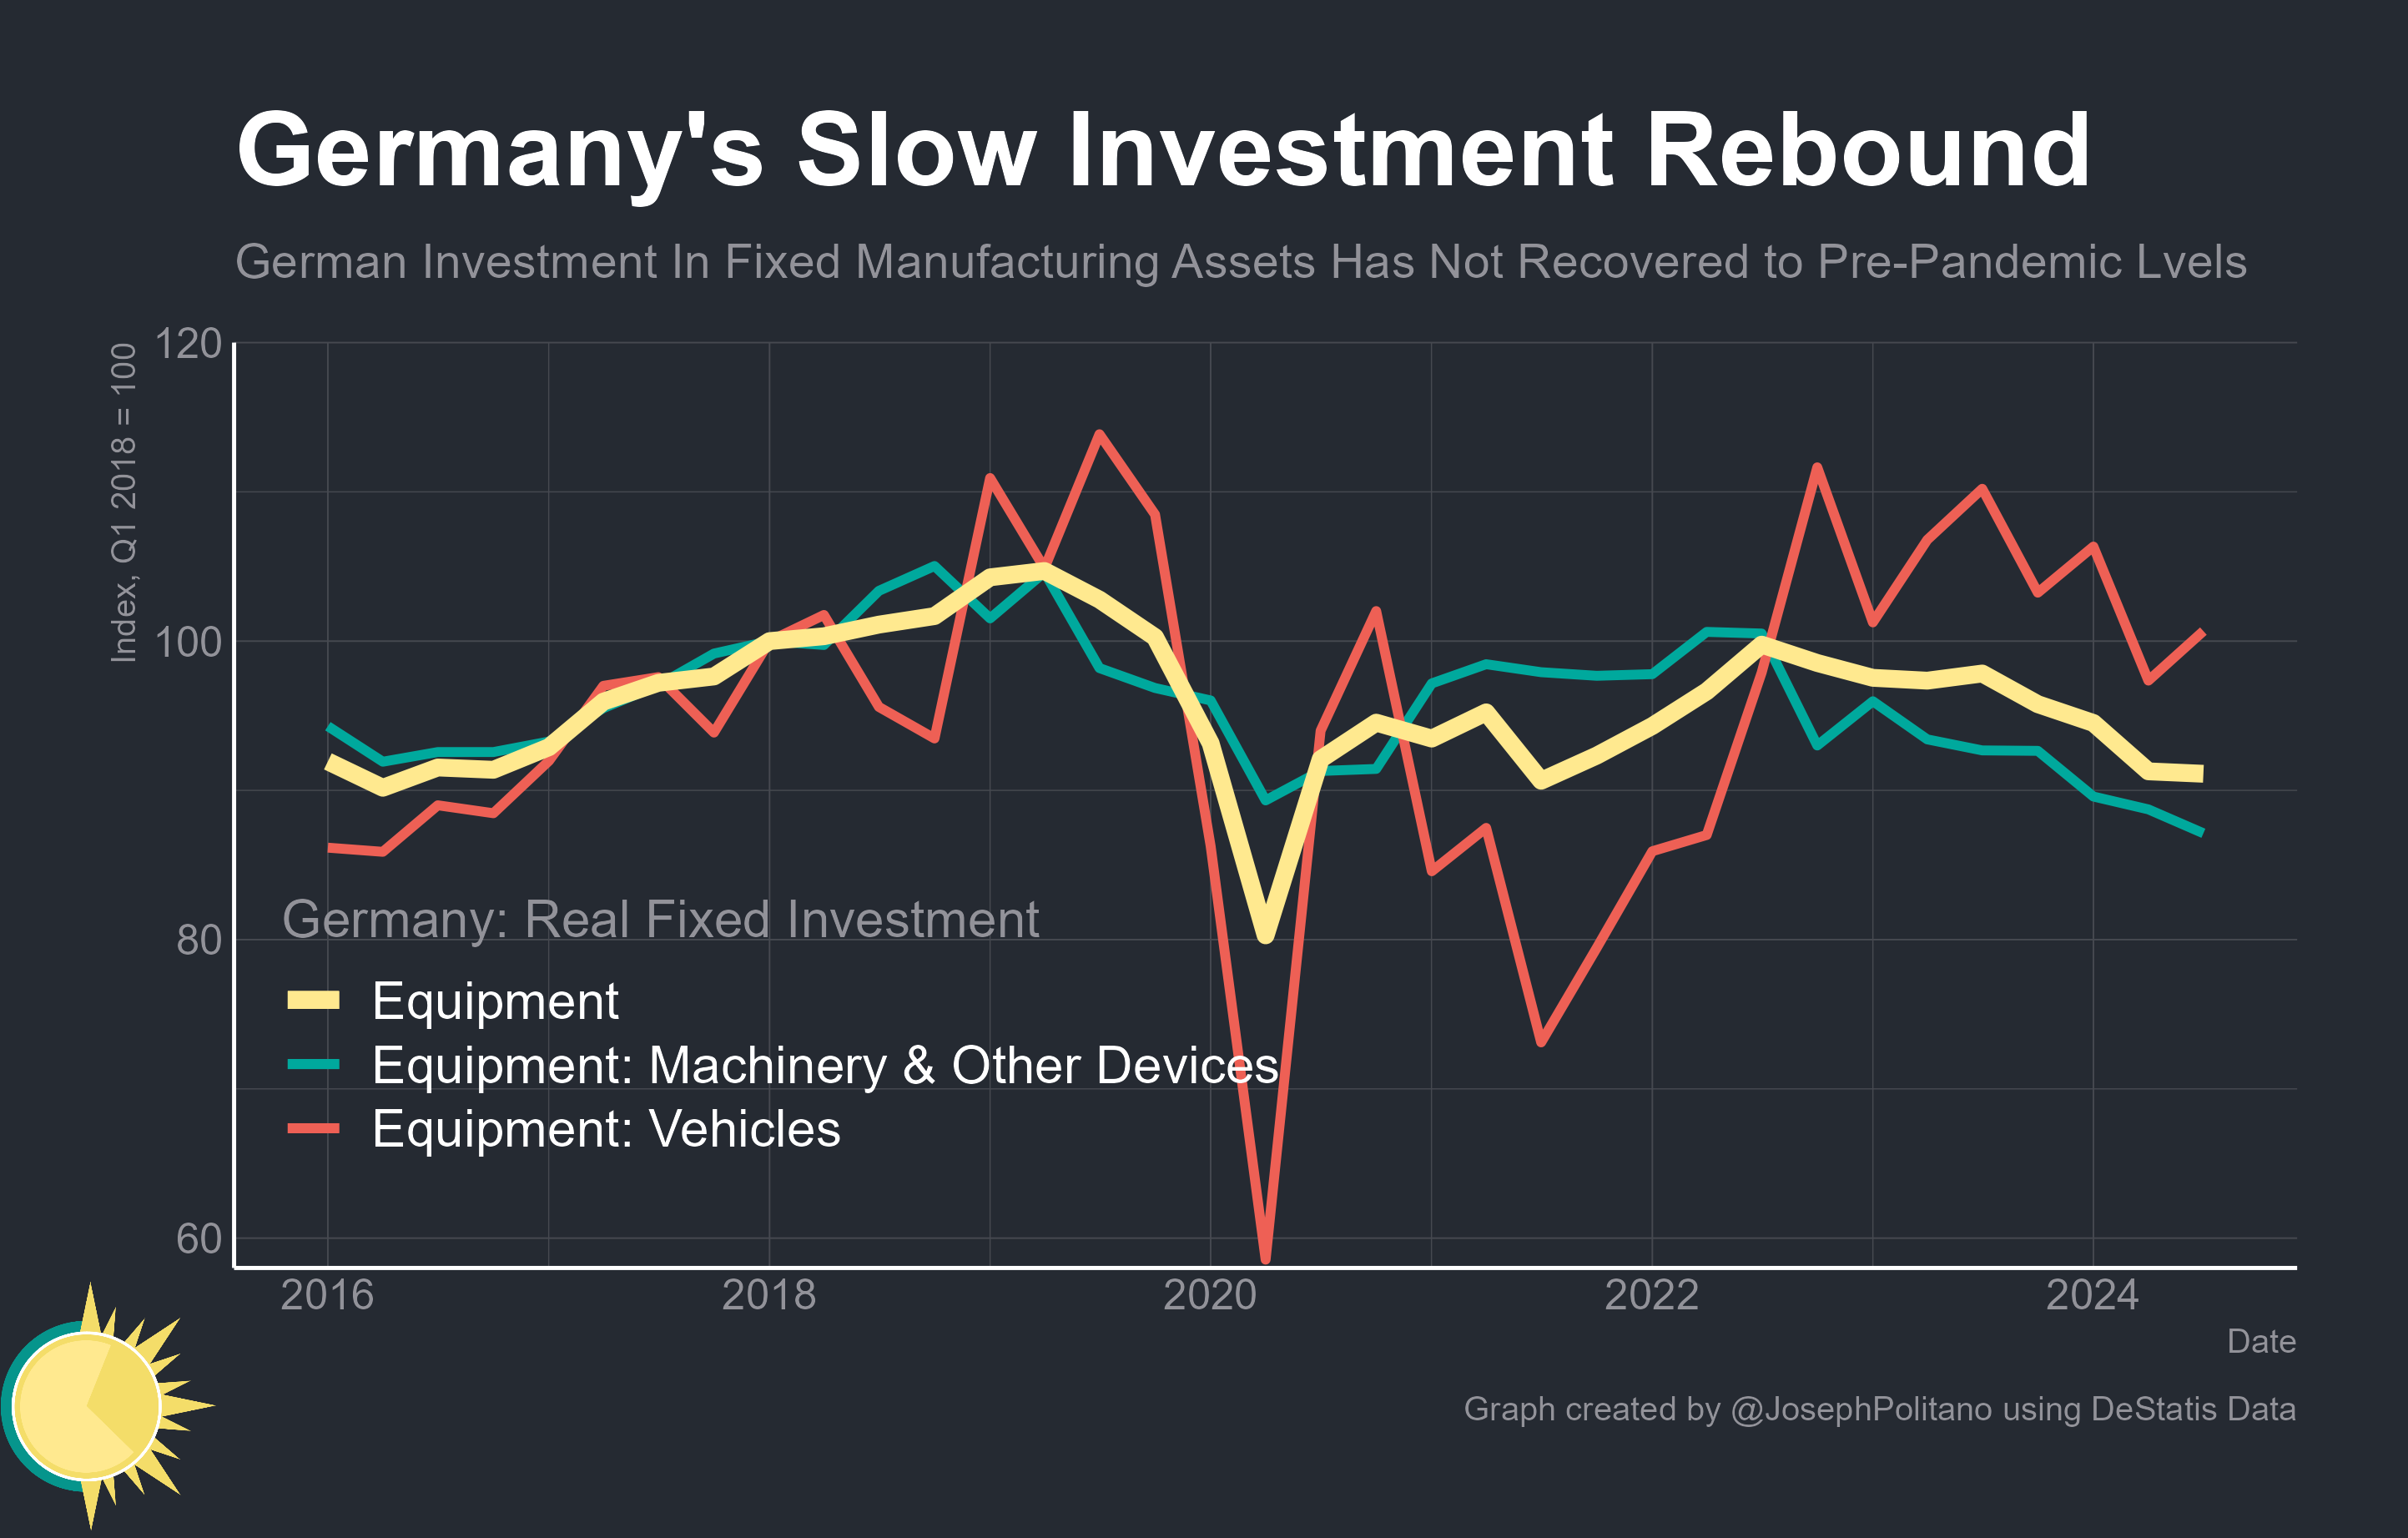 Germany's Slow Investment Rebound
German Investment In Fixed Manufacturing Assets Has Not Recovered to Pre-Pandemic Lvels
Index, Q1 2018 = 100
120
100
80
60
Germany: Real Fixed Investment
Equipment
Equipment: Machinery & Other Devices
Equipment: Vehicles
2016 2018 2020 2022 2024
Date
Graph created by @JosephPolitano using DeStatis Data